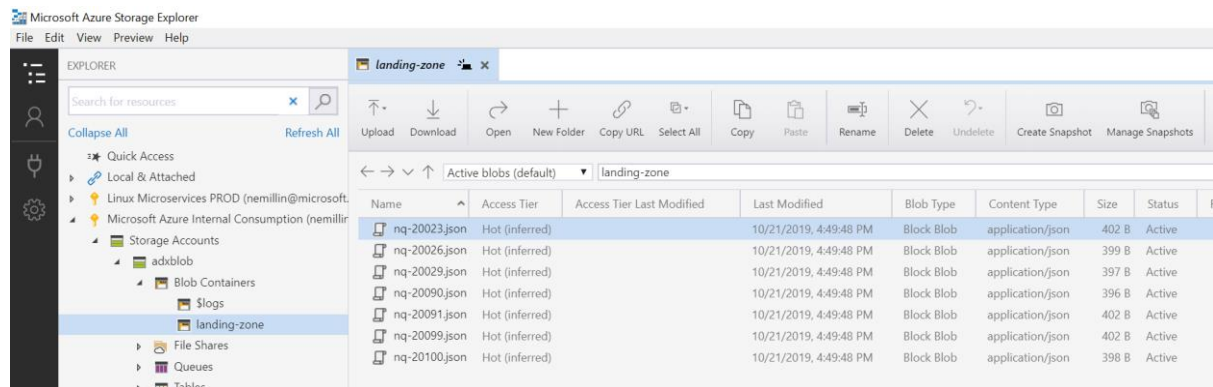 Microsoft Azure Storage Explorer
File Edit View Preview Help
EXPLORER
Search for resources
Collapse All Refresh All
Quick Access
Local & Attached
Linux Microservices PROD (nemillin@microsoft.
Microsoft Azure Internal Consumption (nemillin
Storage Accounts
adxblob
Blob Containers
$logs
landing-zone
File Shares
Queues
Tables
landing-zone
Upload Download Open New Folder Copy URL Select All Copy Paste Rename Delete Undelete Create Snapshot Manage Snapshots
Active blobs (default) landing-zone
Name Access Tier Access Tier Last Modified Last Modified Blob Type Content Type Size Status
nq-20023.json Hot (inferred) 10/21/2019, 4:49:48 PM Block Blob application/json 402 B Active
nq-20026.json Hot (inferred) 10/21/2019, 4:49:48 PM Block Blob application/json 399 B Active
nq-20029.json Hot (inferred) 10/21/2019, 4:49:48 PM Block Blob application/json 397 B Active
nq-20090.json Hot (inferred) 10/21/2019, 4:49:48 PM Block Blob application/json 396 B Active
nq-20091.json Hot (inferred) 10/21/2019, 4:49:48 PM Block Blob application/json 402 B Active
nq-20099.json Hot (inferred) 10/21/2019, 4:49:48 PM Block Blob application/json 402 B Active
nq-20100.json Hot (inferred) 10/21/2019, 4:49:48 PM Block Blob application/json 398 B Active